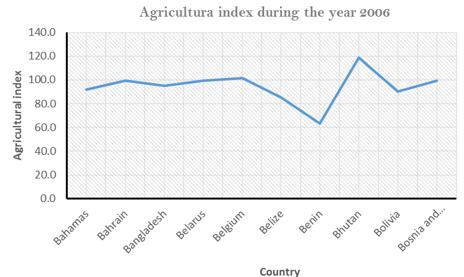 Agricultura index during the year 2006
140.0
120.0
100.0
80.0
60.0
40.0
20.0
0.0
Agricultural index
Bahamas
Bahrain
Bangladesh
Belarus
Belgium
Belize
Benin
Bhutan
Bolivia
Bosnia and...
Country